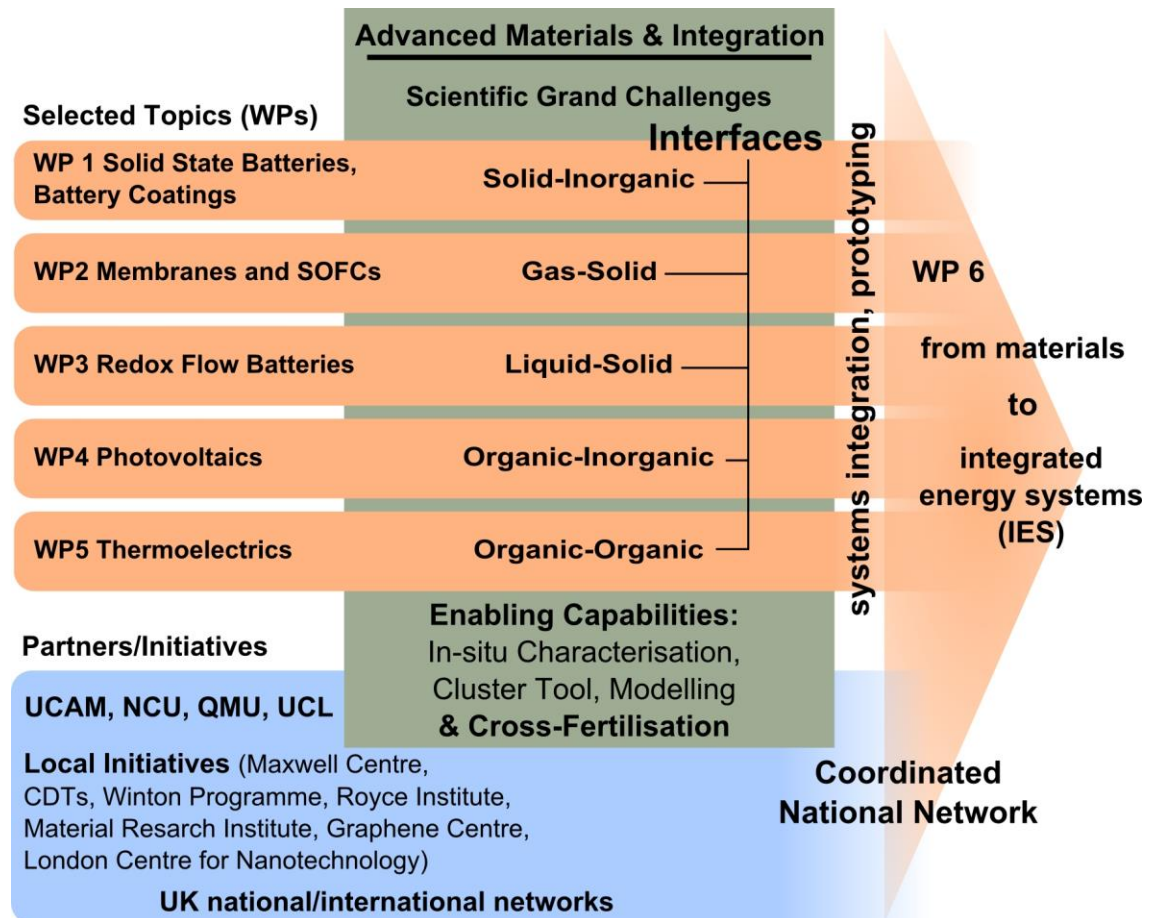 Advanced Materials & Integration
Scientific Grand Challenges
Selected Topics (WPs)
Interfaces
WP 1 Solid State Batteries,
Battery Coatings
Solid-Inorganic
WP2 Membranes and SOFCs
Gas-Solid
WP3 Redox Flow Batteries
Liquid-Solid
WP4 Photovoltaics
Organic-Inorganic
WP5 Thermoelectrics
Organic-Organic
systems integration, prototyping
WP 6
from materials
to
integrated
energy systems
(IES)
Enabling Capabilities:
In-situ Characterisation,
Cluster Tool, Modelling
& Cross-Fertilisation
Partners/Initiatives
UCAM, NCU, QMU, UCL
Local Initiatives (Maxwell Centre,
CDTs, Winton Programme, Royce Institute,
Material Resarch Institute, Graphene Centre,
London Centre for Nanotechnology)
UK national/international networks
Coordinated
National Network